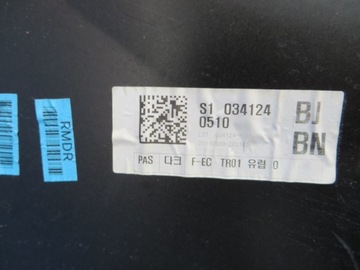 S1 034124
0510
BJ
BN
PAS 다크 F-EC TR01 유럽 0
RMDR